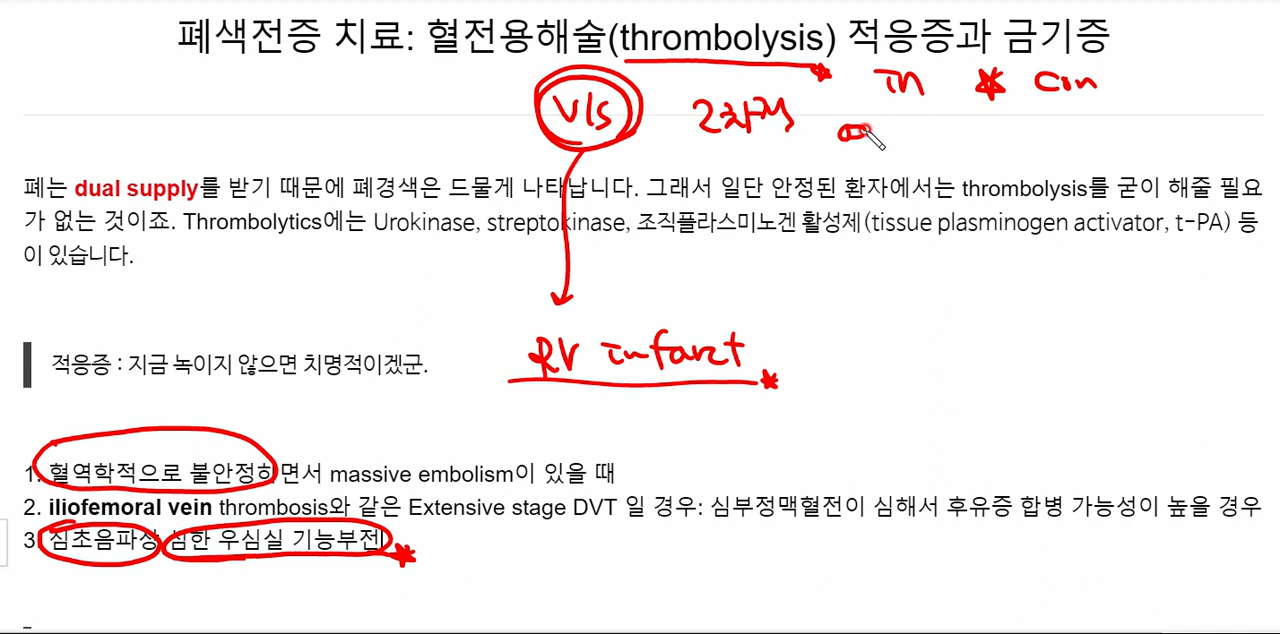 폐색전증 치료: 혈전용해술(thrombolysis) 적응증과 금기증
In Con
V/S 2차적
폐는 dual supply를 받기 때문에 폐경색은 드물게 나타납니다. 그래서 일단 안정된 환자에서는 thrombolysis를 굳이 해줄 필요
가 없는 것이죠. Thrombolytics에는 Urokinase, streptokinase, 조직플라스미노겐 활성제(tissue plasminogen activator, t-PA) 등
이 있습니다.
RV infarct
적응증 : 지금 녹이지 않으면 치명적이겠군.
1. 혈역학적으로 불안정하면서 massive embolism이 있을 때
2. iliofemoral vein thrombosis와 같은 Extensive stage DVT 일 경우: 심부정맥혈전이 심해서 후유증 합병 가능성이 높을 경우
3. 심초음파상 심한 우심실 기능부전